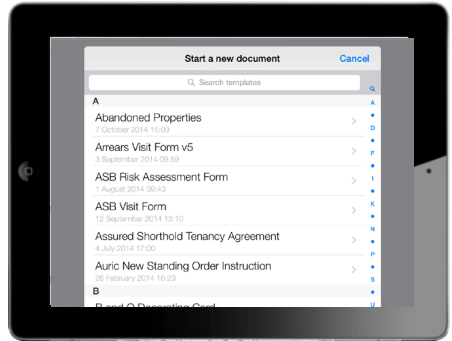 Start a new document
Cancel
Search templates
A
Abandoned Properties
7 October 2014 15:09
Arrears Visit Form v5
3 September 2014 09:59
ASB Risk Assessment Form
1 August 2014 09:43
ASB Visit Form
12 September 2014 13:10
Assured Shorthold Tenancy Agreement
4 July 2014 17:00
Auric New Standing Order Instruction
26 February 2014 16:23
B
B and Q Decorating Card
A
D
F
I
K
N
P
S
U